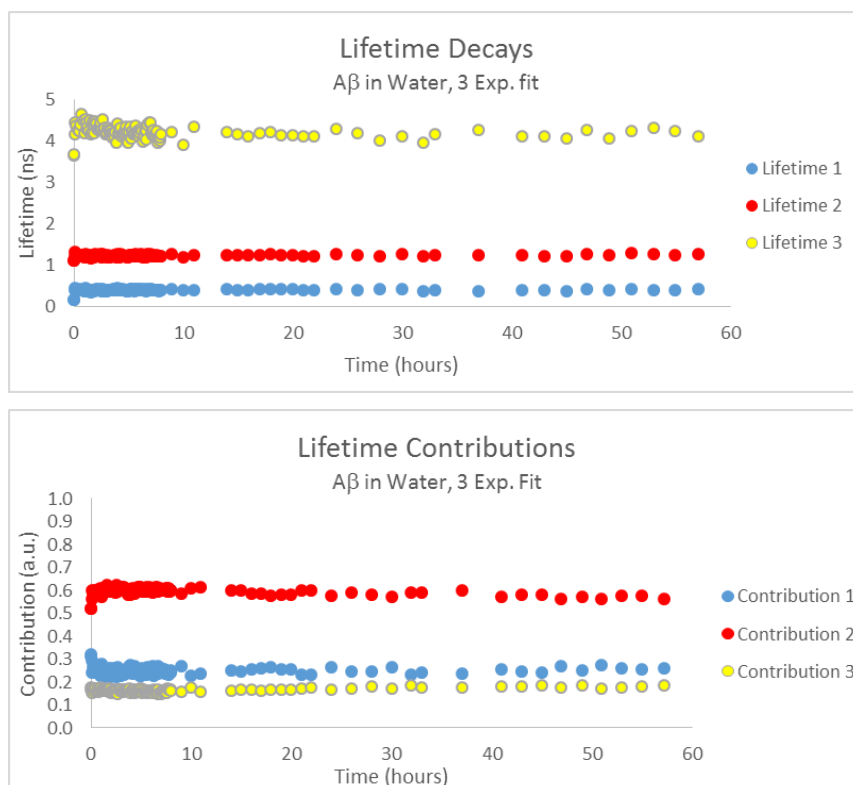 Lifetime Decays
Aβ in Water, 3 Exp. fit
5
4
3
2
1
0
Lifetime (ns)
0 10 20 30 40 50 60
Time (hours)
Lifetime 1
Lifetime 2
Lifetime 3
Lifetime Contributions
Aβ in Water, 3 Exp. Fit
1.0
0.9
0.8
0.7
0.6
0.5
0.4
0.3
0.2
0.1
0.0
Contribution (a.u.)
0 10 20 30 40 50 60
Time (hours)
Contribution 1
Contribution 2
Contribution 3